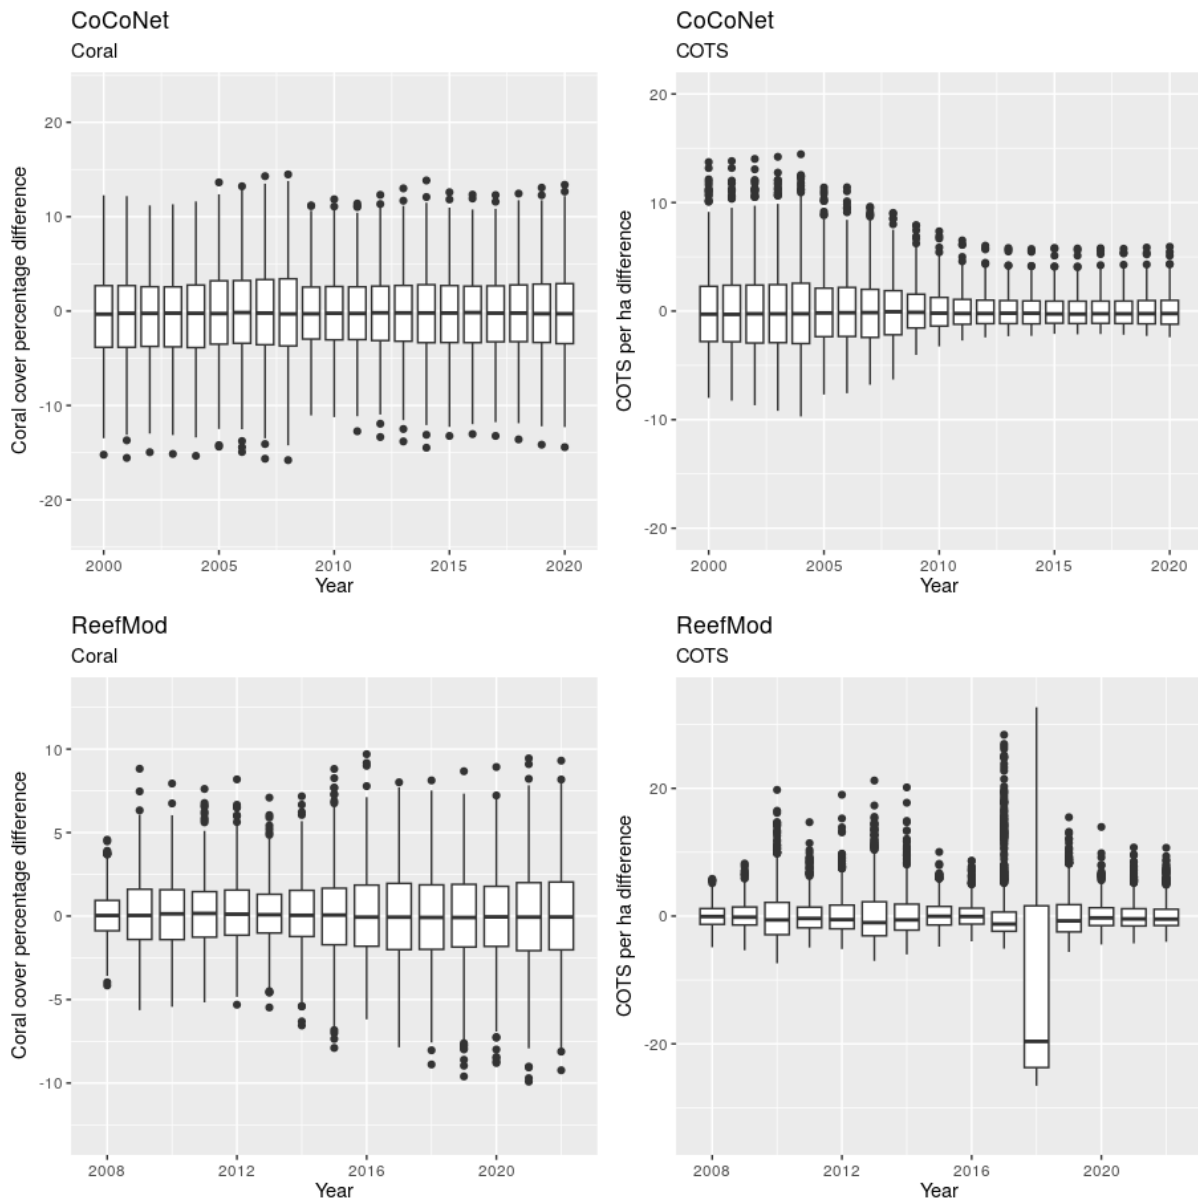 CoCoNet
Coral
Coral cover percentage difference
20
10
0
-10
-20
2000 2005 2010 2015 2020
Year
CoCoNet
COTS
COTS per ha difference
20
10
0
-10
-20
2000 2005 2010 2015 2020
Year
ReefMod
Coral
Coral cover percentage difference
10
5
0
-5
-10
2008 2012 2016 2020
Year
ReefMod
COTS
COTS per ha difference
20
0
-20
2008 2012 2016 2020
Year